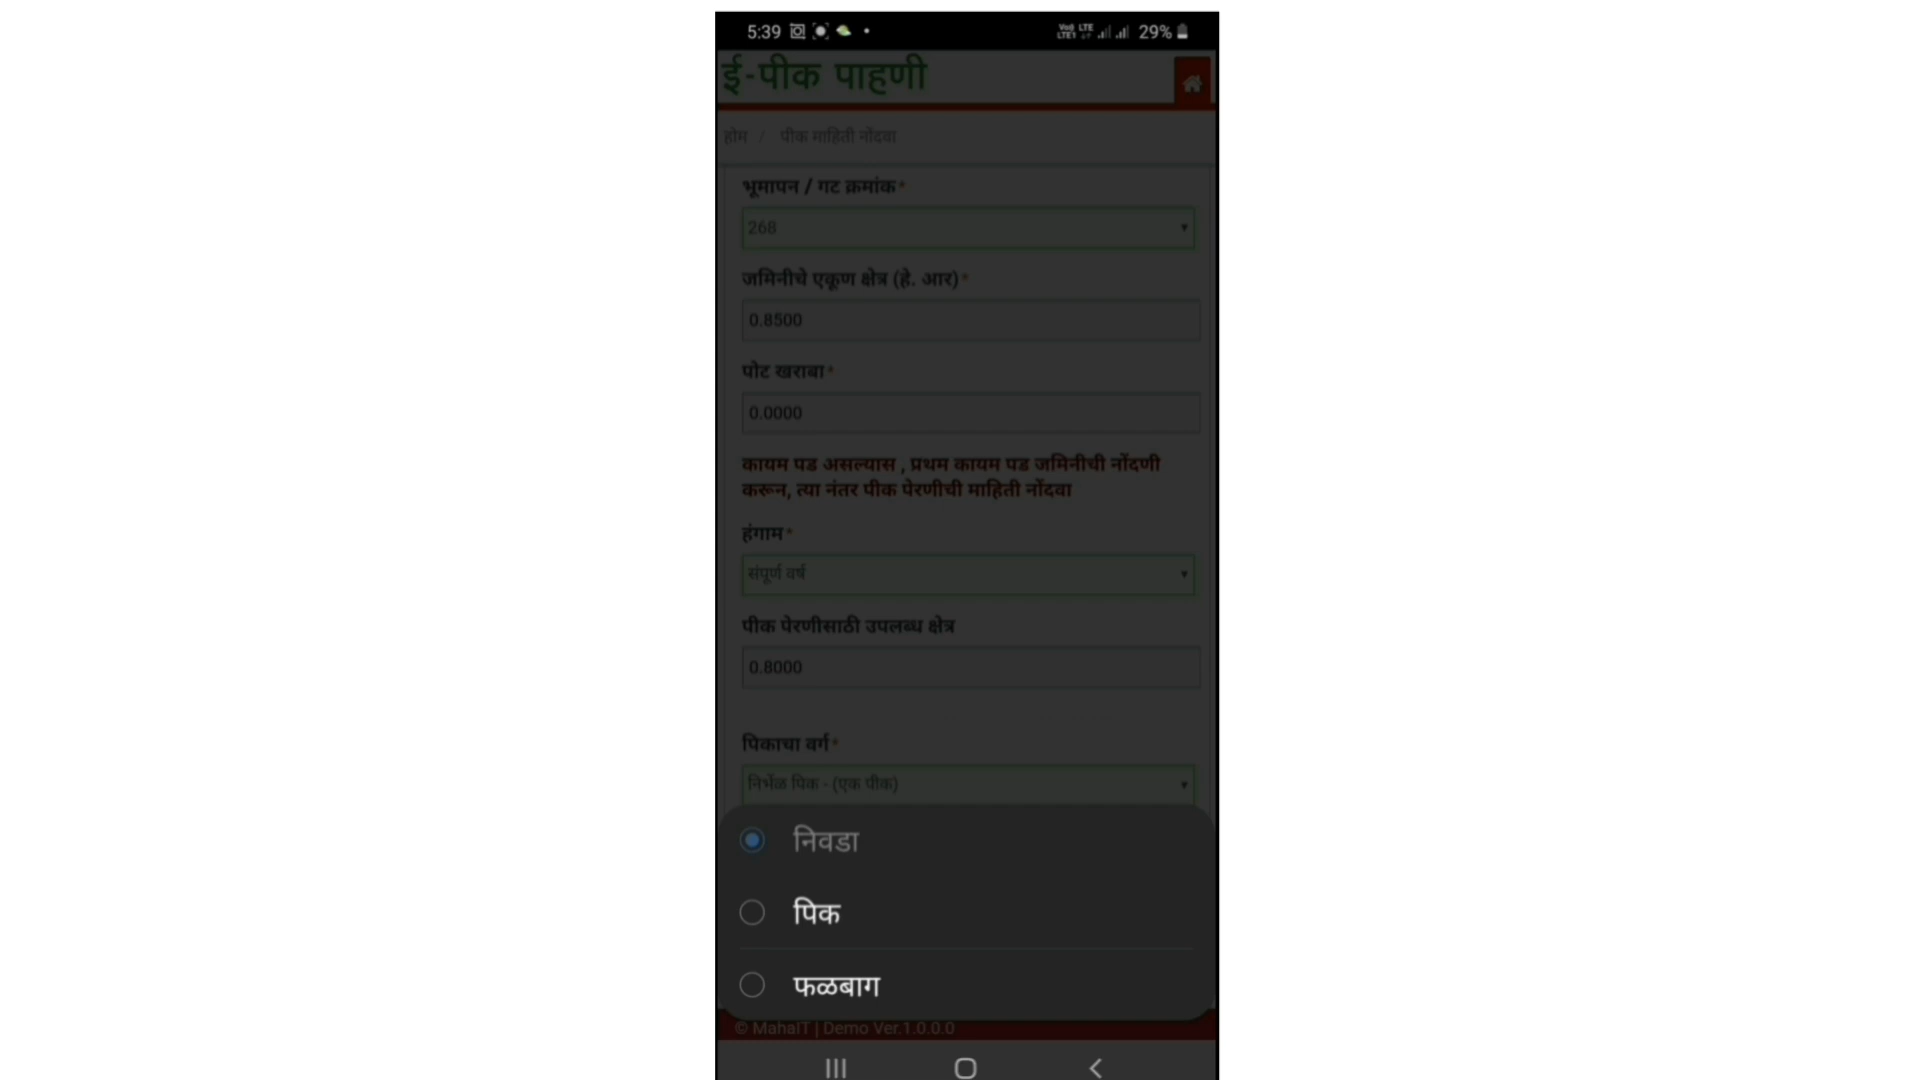 5:39 29%
ई-पीक पाहणी
होम / पीक माहिती नोंदवा
भूमापन / गट क्रमांक*
268
जमिनीचे एकूण क्षेत्र (हे. आर)*
0.8500
पोट खराबा*
0.0000
कायम पड असल्यास , प्रथम कायम पड जमिनीची नोंदणी
करून, त्या नंतर पीक पेरणीची माहिती नोंदवा
हंगाम*
संपूर्ण वर्ष
पीक पेरणीसाठी उपलब्ध क्षेत्र
0.8000
पिकाचा वर्ग*
निर्भेळ पिक - (एक पीक)
निवडा
पिक
फळबाग
© MahaIT | Demo Ver.1.0.0.0